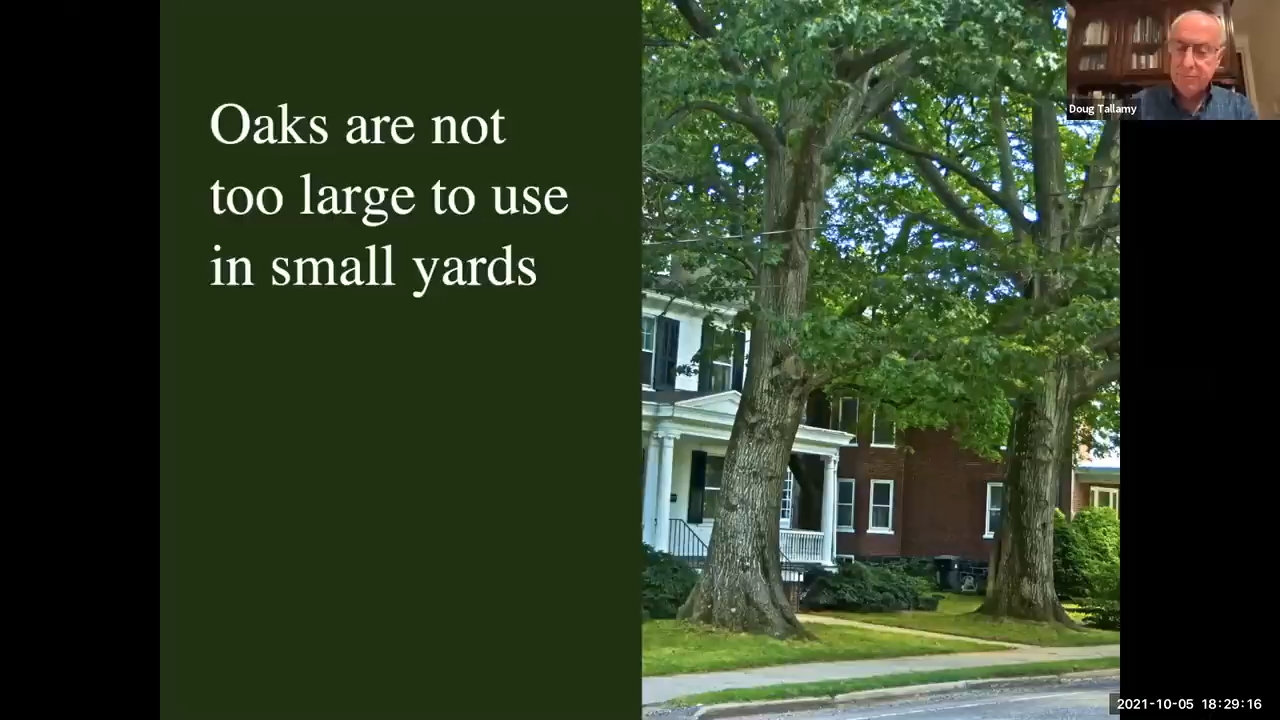 Oaks are not
too large to use
in small yards
Doug Tallamy
2021-10-05 18:29:16